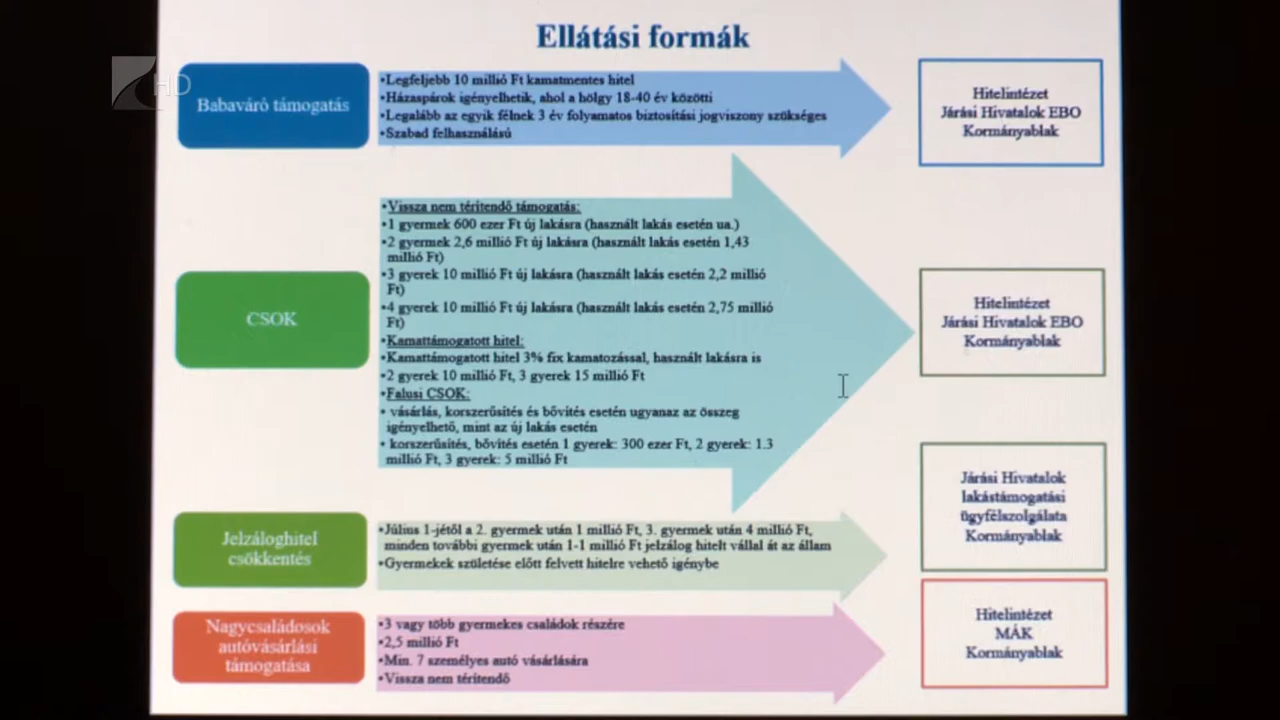 Ellátási formák
HD
Babaváró támogatás
•Legfeljebb 10 millió Ft kamatmentes hitel
•Házaspárok igényelhetik, ahol a hölgy 18-40 év közötti
•Legalább az egyik félnek 3 év folyamatos biztosítási jogviszony szükséges
•Szabad felhasználású
Hitelintézet
Járási Hivatalok EBO
Kormányablak
CSOK
•Vissza nem térítendő támogatás:
•1 gyermek 600 ezer Ft új lakásra (használt lakás esetén ua.)
•2 gyermek 2,6 millió Ft új lakásra (használt lakás esetén 1,43
millió Ft)
•3 gyerek 10 millió Ft új lakásra (használt lakás esetén 2,2 millió
Ft)
•4 gyerek 10 millió Ft új lakásra (használt lakás esetén 2,75 millió
Ft)
•Kamattámogatott hitel:
•Kamattámogatott hitel 3% fix kamatozással, használt lakásra is
•2 gyerek 10 millió Ft, 3 gyerek 15 millió Ft
•Falusi CSOK:
• vásárlás, korszerűsítés és bővítés esetén ugyanaz az összeg
igényelhető, mint az új lakás esetén
• korszerűsítés, bővítés esetén 1 gyerek: 300 ezer Ft, 2 gyerek: 1.3
millió Ft, 3 gyerek: 5 millió Ft
Hitelintézet
Járási Hivatalok EBO
Kormányablak
Jelzáloghitel
csökkentés
•Július 1-jétől a 2. gyermek után 1 millió Ft, 3. gyermek után 4 millió Ft,
minden további gyermek után 1-1 millió Ft jelzálog hitelt vállal át az állam
•Gyermekek születése előtt felvett hitelre vehető igénybe
Járási Hivatalok
lakástámogatási
ügyfélszolgálata
Kormányablak
Nagycsaládosok
autóvásárlási
támogatása
•3 vagy több gyermekes családok részére
•2,5 millió Ft
•Min. 7 személyes autó vásárlására
•Vissza nem térítendő
Hitelintézet
MÁK
Kormányablak